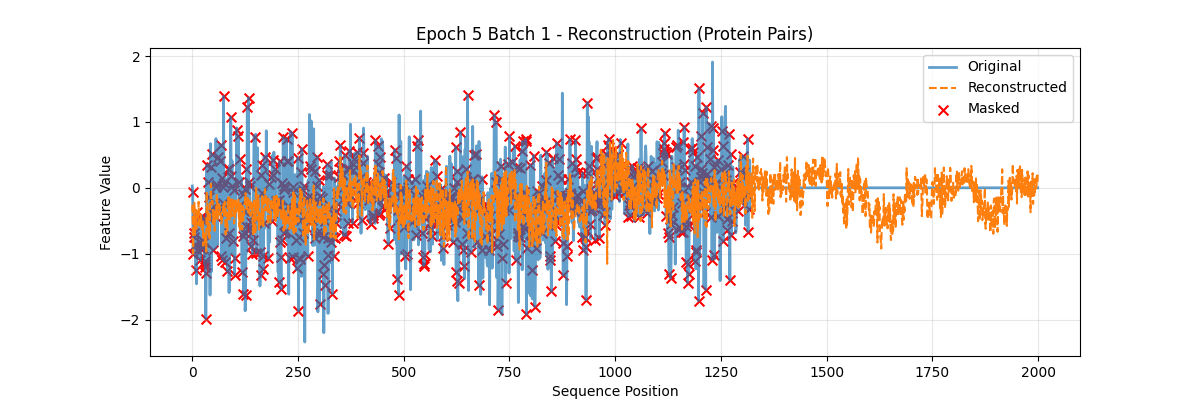 Epoch 5 Batch 1 - Reconstruction (Protein Pairs)
Original
Reconstructed
Masked
Feature Value
2
1
0
−1
−2
0 250 500 750 1000 1250 1500 1750 2000
Sequence Position